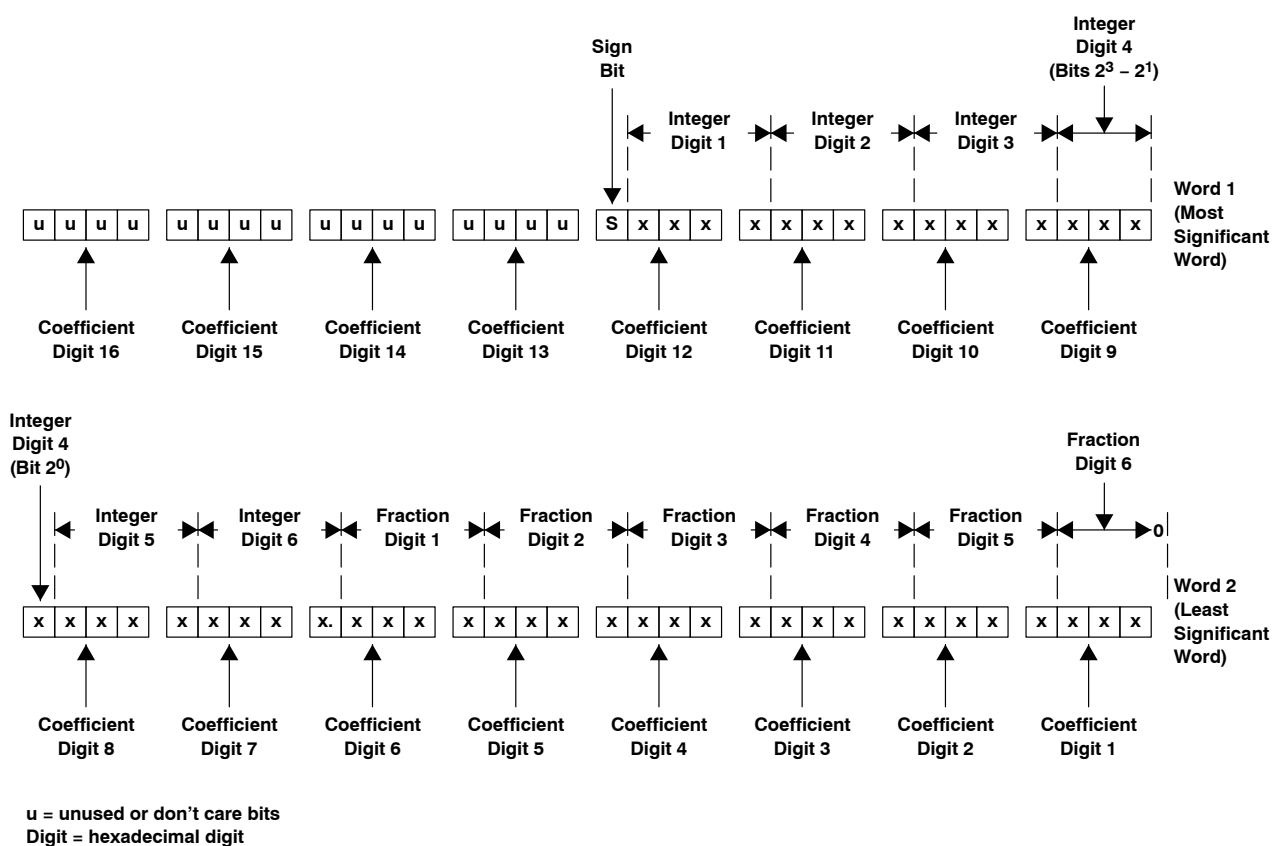 Sign
Bit
Integer
Digit 4
(Bits 2³ – 2¹)
Integer
Digit 1
Integer
Digit 2
Integer
Digit 3
u u u u
u u u u
u u u u
u u u u
S x x x
x x x x
x x x x
x x x x
Word 1
(Most
Significant
Word)
Coefficient
Digit 16
Coefficient
Digit 15
Coefficient
Digit 14
Coefficient
Digit 13
Coefficient
Digit 12
Coefficient
Digit 11
Coefficient
Digit 10
Coefficient
Digit 9
Integer
Digit 4
(Bit 2⁰)
Integer
Digit 5
Integer
Digit 6
Fraction
Digit 1
Fraction
Digit 2
Fraction
Digit 3
Fraction
Digit 4
Fraction
Digit 5
Fraction
Digit 6
0
x x x x
x x x x
x. x x x
x x x x
x x x x
x x x x
x x x x
x x x x
Word 2
(Least
Significant
Word)
Coefficient
Digit 8
Coefficient
Digit 7
Coefficient
Digit 6
Coefficient
Digit 5
Coefficient
Digit 4
Coefficient
Digit 3
Coefficient
Digit 2
Coefficient
Digit 1
u = unused or don’t care bits
Digit = hexadecimal digit